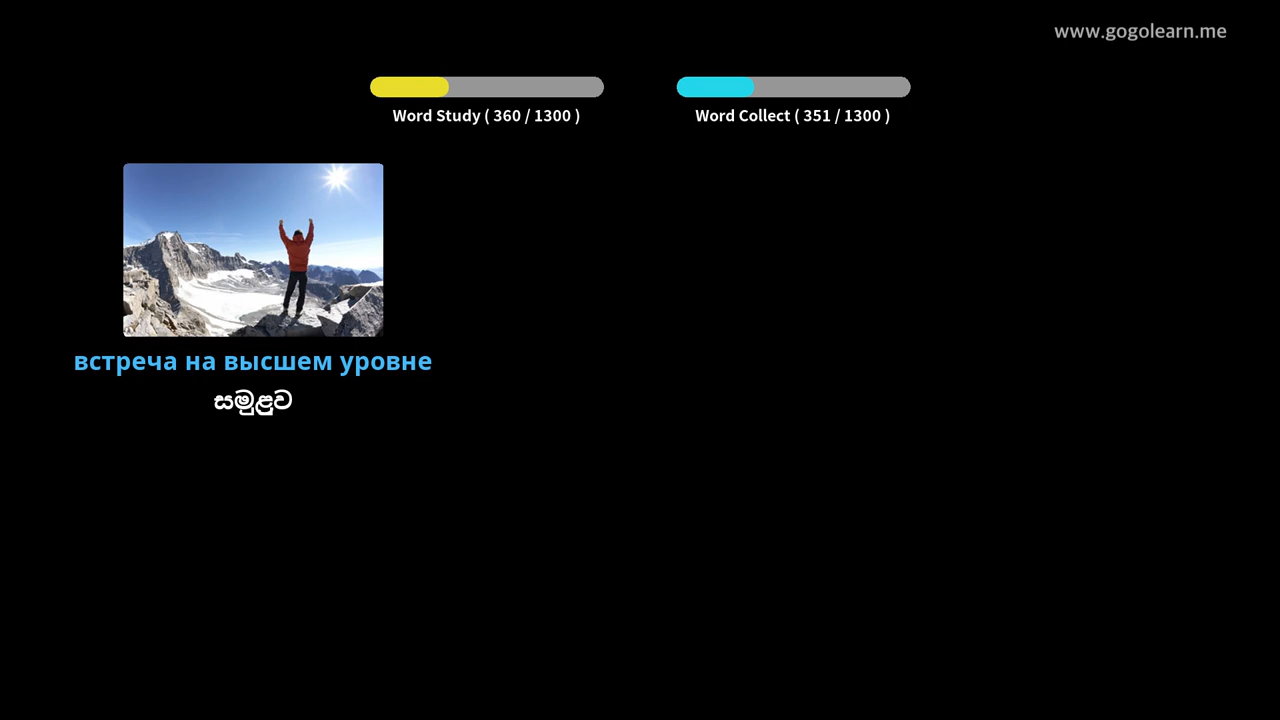 www.gogolearn.me
Word Study ( 360 / 1300 )
Word Collect ( 351 / 1300 )
встреча на высшем уровне
සමුළුව